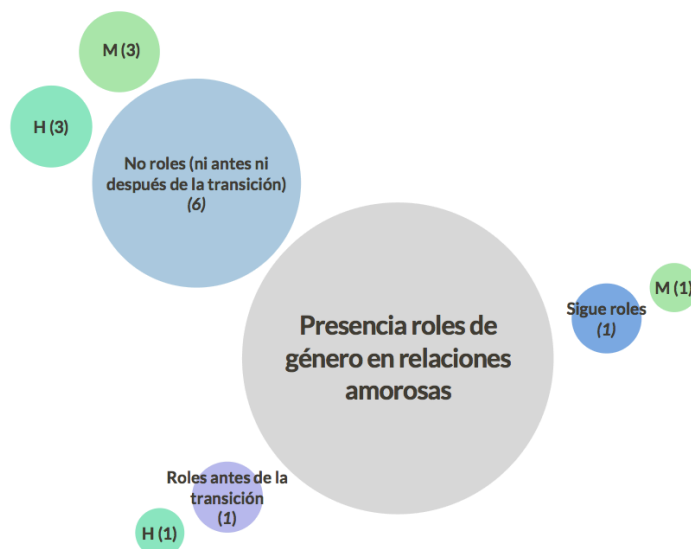 M (3)
H (3)
No roles (ni antes ni
después de la transición)
(6)
Presencia roles de
género en relaciones
amorosas
M (1)
Sigue roles
(1)
Roles antes de la
transición
(1)
H (1)